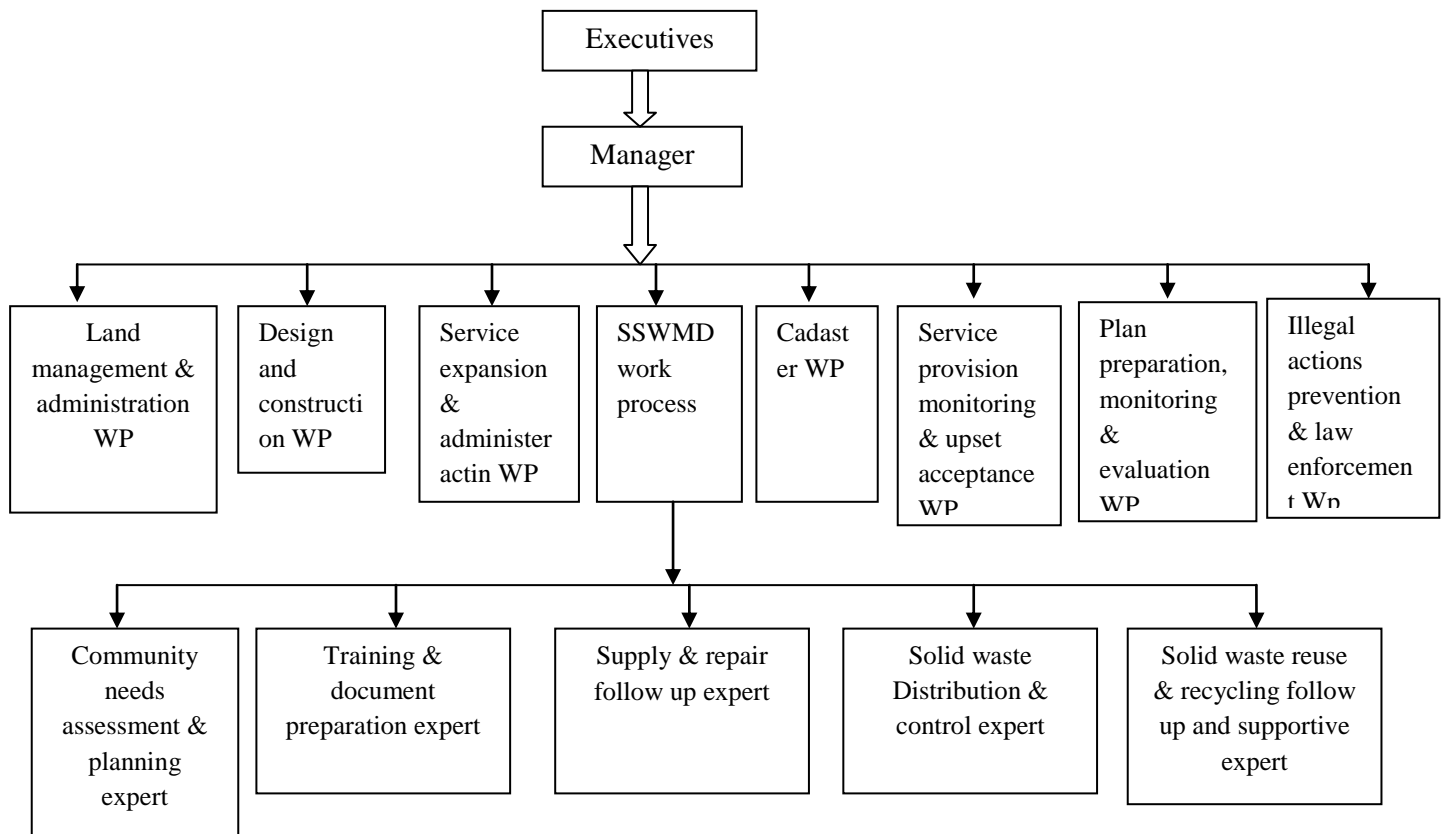 Executives
Manager
Land
management &
administration
WP
Design
and
constructi
on WP
Service
expansion
&
administer
actin WP
SSWMD
work
process
Cadast
er WP
Service
provision
monitoring
& upset
acceptance
WP
Plan
preparation,
monitoring
&
evaluation
WP
Illegal
actions
prevention
& law
enforcemen
t Wp
Community
needs
assessment &
planning
expert
Training &
document
preparation expert
Supply & repair
follow up expert
Solid waste
Distribution &
control expert
Solid waste reuse
& recycling follow
up and supportive
expert